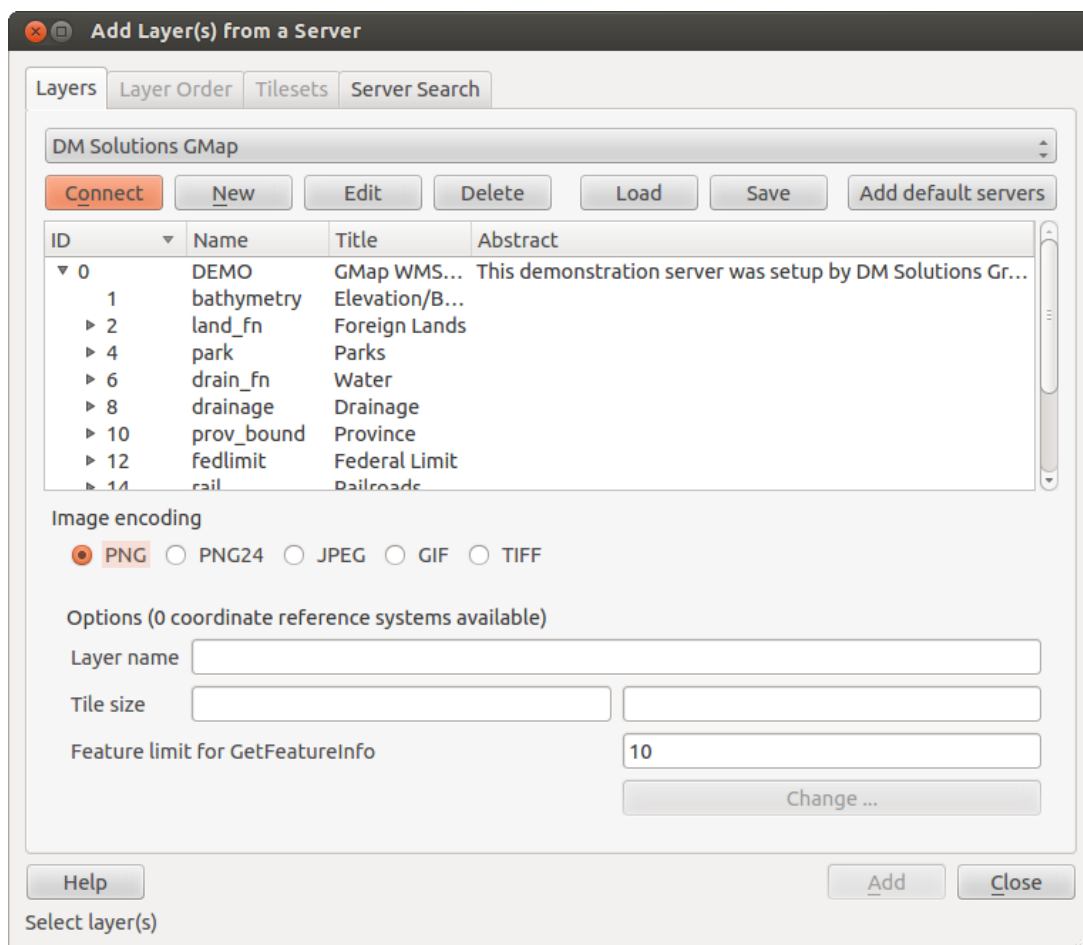 Add Layer(s) from a Server
Layers Layer Order Tilesets Server Search
DM Solutions GMap
Connect New Edit Delete Load Save Add default servers
ID Name Title Abstract
0 DEMO GMap WMS... This demonstration server was setup by DM Solutions Gr...
1 bathymetry Elevation/B...
2 land_fn Foreign Lands
4 park Parks
6 drain_fn Water
8 drainage Drainage
10 prov_bound Province
12 fedlimit Federal Limit
14 rail Railroads
Image encoding
PNG PNG24 JPEG GIF TIFF
Options (0 coordinate reference systems available)
Layer name
Tile size
Feature limit for GetFeatureInfo 10
Change ...
Help Add Close
Select layer(s)